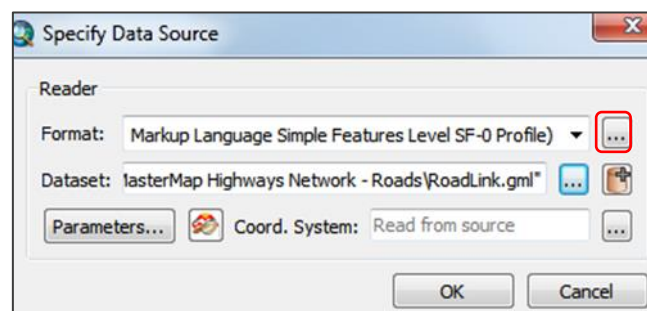 Specify Data Source
X
Reader
Format: Markup Language Simple Features Level SF-0 Profile) ...
Dataset: MasterMap Highways Network - Roads\RoadLink.gml" ...
Parameters... Coord. System: Read from source ...
OK Cancel